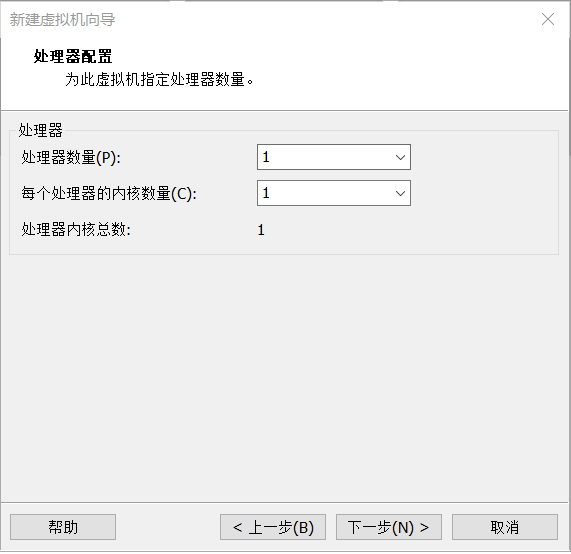 新建虚拟机向导
处理器配置
为此虚拟机指定处理器数量。
处理器
处理器数量(P): 1
每个处理器的内核数量(C): 1
处理器内核总数: 1
帮助 < 上一步(B) 下一步(N) > 取消